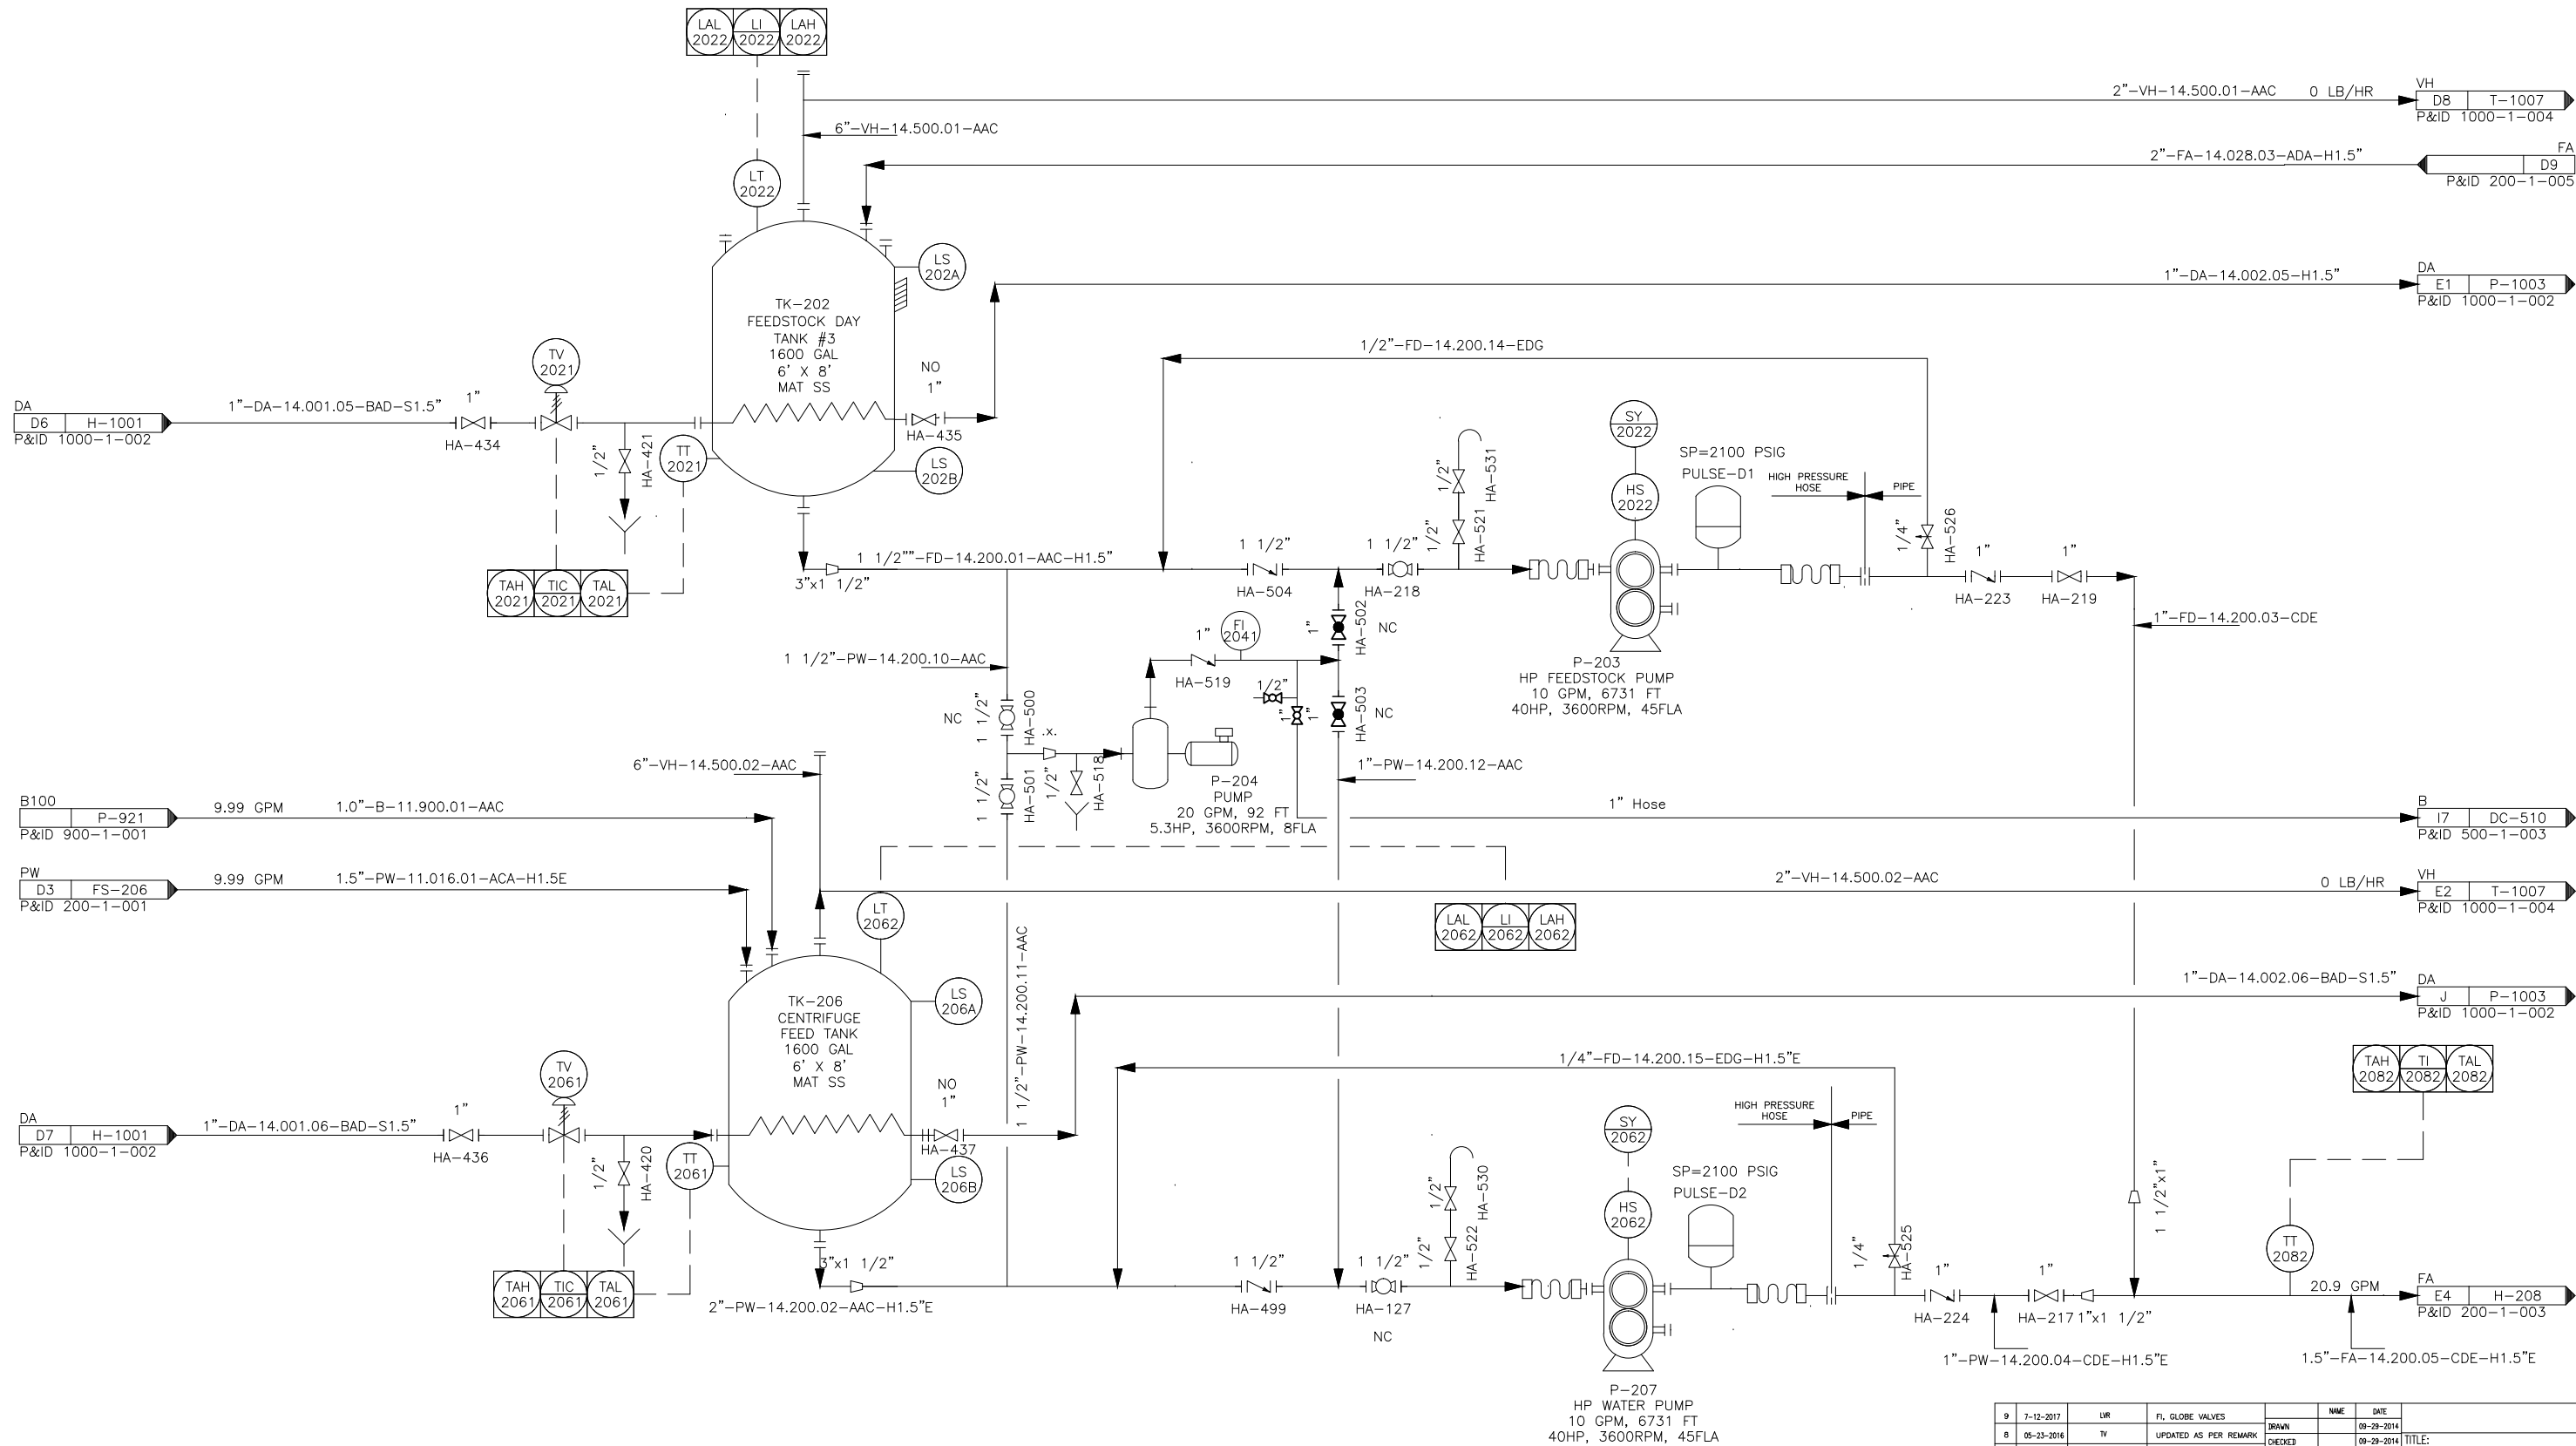 LAL 2022
LI 2022
LAH 2022
2"-VH-14.500.01-AAC
0 LB/HR
VH
D8 T-1007
P&ID 1000-1-004
6"-VH-14.500.01-AAC
LT 2022
2"-FA-14.028.03-ADA-H1.5"
FA
D9
P&ID 200-1-005
LS 202A
1"-DA-14.002.05-H1.5"
DA
E1 P-1003
P&ID 1000-1-002
TK-202
FEEDSTOCK DAY
TANK #3
1600 GAL
6' X 8'
MAT SS
NO
1"
HA-435
LS 202B
TV 2021
DA
D6 H-1001
P&ID 1000-1-002
1"-DA-14.001.05-BAD-S1.5"
1"
HA-434
1/2"
HA-421
TT 2021
TAH 2021
TIC 2021
TAL 2021
1/2"-FD-14.200.14-EDG
1 1/2""-FD-14.200.01-AAC-H1.5"
3"x1 1/2"
1 1/2"
HA-504
1 1/2"
HA-218
1/2"
HA-531
1/2"
HA-521
SY 2022
HS 2022
SP=2100 PSIG
PULSE-D1
HIGH PRESSURE
HOSE
PIPE
1/4"
HA-526
1"
HA-223
1"
HA-219
1"-FD-14.200.03-CDE
P-203
HP FEEDSTOCK PUMP
10 GPM, 6731 FT
40HP, 3600RPM, 45FLA
1"
HA-502
NC
FI 2041
1"
HA-519
1 1/2"-PW-14.200.10-AAC
1/2"
1"
1"
HA-503
NC
NC
1 1/2"
HA-500
.x.
1 1/2"
HA-501
1/2"
HA-518
P-204
PUMP
20 GPM, 92 FT
5.3HP, 3600RPM, 8FLA
1"-PW-14.200.12-AAC
1" Hose
B
I7 DC-510
P&ID 500-1-003
6"-VH-14.500.02-AAC
B100
P-921
P&ID 900-1-001
9.99 GPM
1.0"-B-11.900.01-AAC
PW
D3 FS-206
P&ID 200-1-001
9.99 GPM
1.5"-PW-11.016.01-ACA-H1.5E
LT 2062
2"-VH-14.500.02-AAC
0 LB/HR
VH
E2 T-1007
P&ID 1000-1-004
LAL 2062
LI 2062
LAH 2062
1 1/2"-PW-14.200.11-AAC
LS 206A
1"-DA-14.002.06-BAD-S1.5"
DA
J P-1003
P&ID 1000-1-002
TK-206
CENTRIFUGE
FEED TANK
1600 GAL
6' X 8'
MAT SS
NO
1"
HA-437
LS 206B
TV 2061
DA
D7 H-1001
P&ID 1000-1-002
1"-DA-14.001.06-BAD-S1.5"
1"
HA-436
1/2"
HA-420
TT 2061
TAH 2061
TIC 2061
TAL 2061
1/4"-FD-14.200.15-EDG-H1.5"E
TAH 2082
TI 2082
TAL 2082
3"x1 1/2"
2"-PW-14.200.02-AAC-H1.5"E
1 1/2"
HA-499
1 1/2"
HA-127
NC
1/2"
HA-530
1/2"
HA-522
SY 2062
HS 2062
SP=2100 PSIG
PULSE-D2
HIGH PRESSURE
HOSE
PIPE
1/4"
HA-525
1"
HA-224
1"
HA-217
1"x1 1/2"
1 1/2"x1"
TT 2082
20.9 GPM
FA
E4 H-208
P&ID 200-1-003
1"-PW-14.200.04-CDE-H1.5"E
1.5"-FA-14.200.05-CDE-H1.5"E
P-207
HP WATER PUMP
10 GPM, 6731 FT
40HP, 3600RPM, 45FLA
9 7-12-2017 LVR FI, GLOBE VALVES NAME DATE
8 05-23-2016 TV UPDATED AS PER REMARK
DRAWN 09-29-2014
CHECKED 09-29-2014
TITLE: